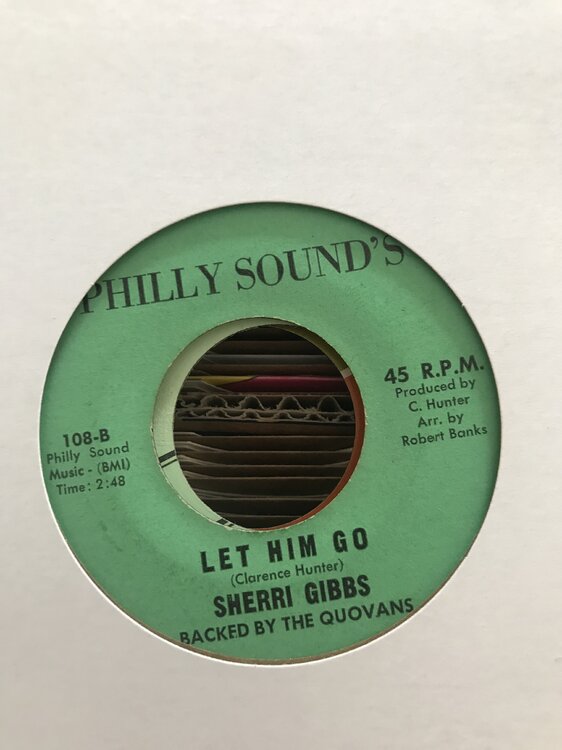 PHILLY SOUND'S
108-B
Philly Sound
Music - (BMI)
Time: 2:48
45 R.P.M.
Produced by
C. Hunter
Arr. by
Robert Banks
LET HIM GO
(Clarence Hunter)
SHERRI GIBBS
BACKED BY THE QUOVANS